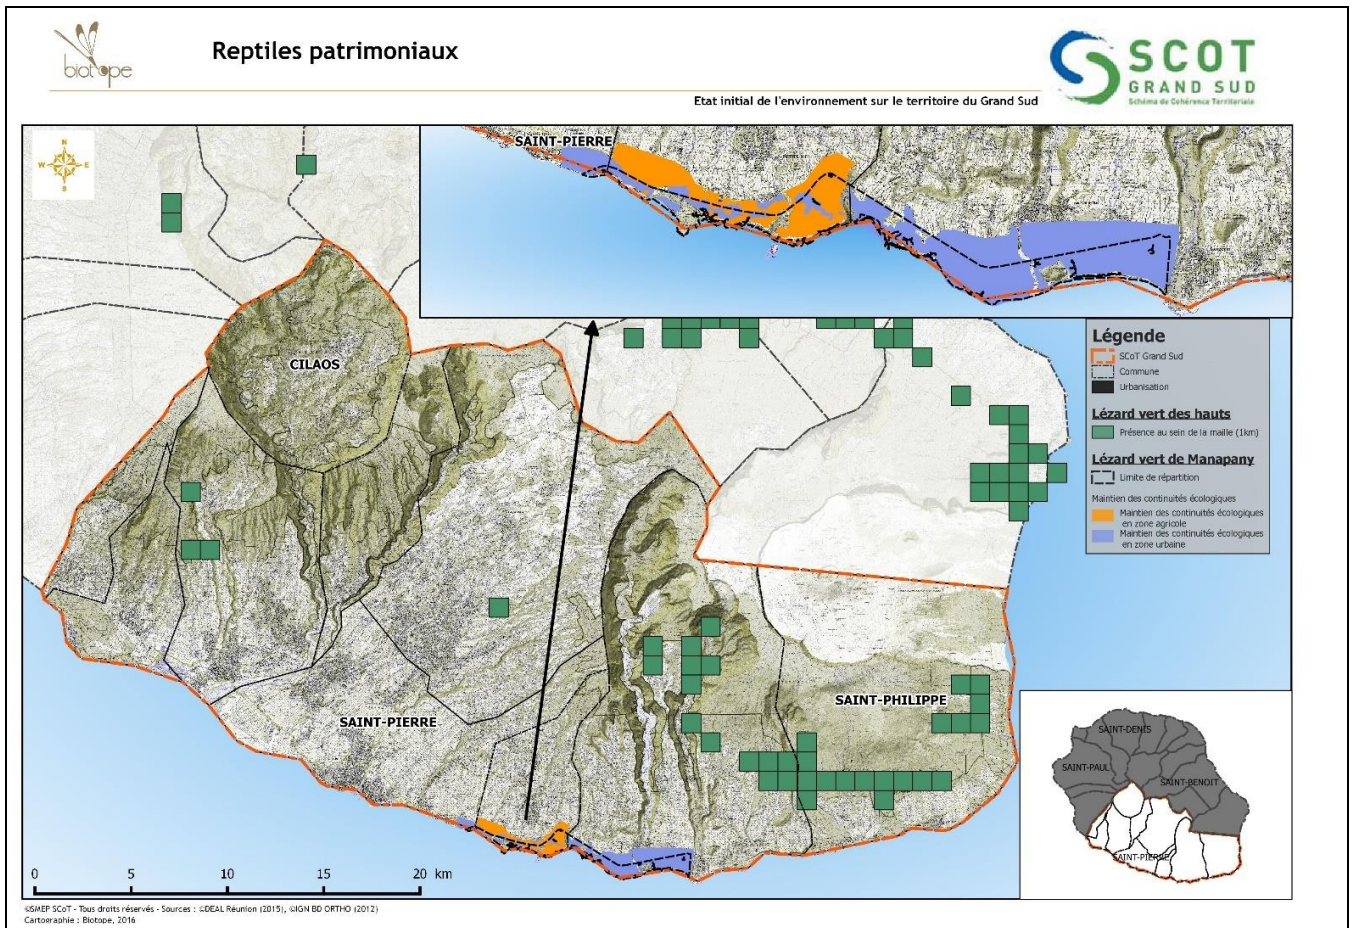 biotope
Reptiles patrimoniaux
SCOT
GRAND SUD
Schéma de Cohérence Territoriale
Etat initial de l'environnement sur le territoire du Grand Sud
N
W E
S
SAINT-PIERRE
CILAOS
SAINT-PIERRE
SAINT-PHILIPPE
Légende
SCoT Grand Sud
Commune
Urbanisation
Lézard vert des hauts
Présence au sein de la maille (1km)
Lézard vert de Manapany
Limite de répartition
Maintien des continuités écologiques
Maintien des continuités écologiques
en zone agricole
Maintien des continuités écologiques
en zone urbaine
SAINT-DENIS
SAINT-PAUL
SAINT-BENOIT
SAINT-PIERRE
0 5 10 15 20 km
©SMEP SCoT - Tous droits réservés - Sources : ©DEAL Réunion (2015), ©IGN BD ORTHO (2012)
Cartographie : Biotope, 2016